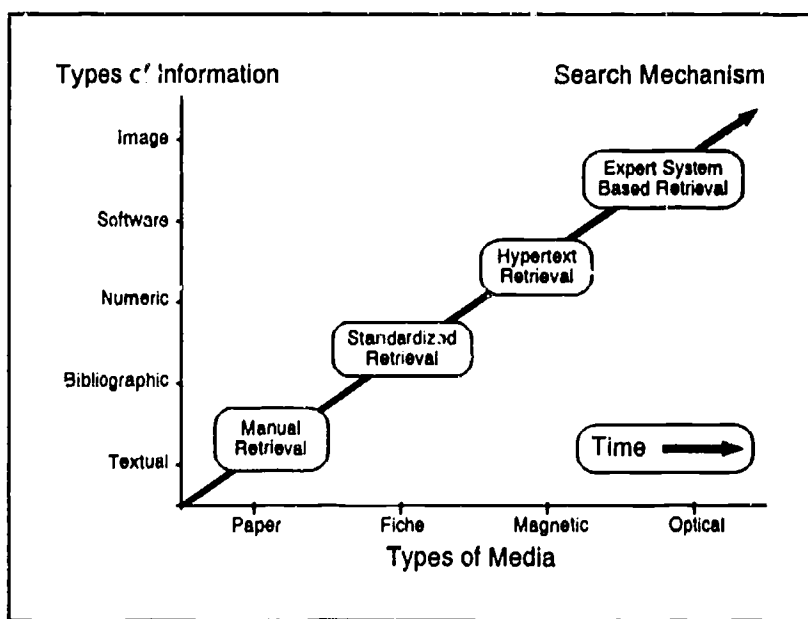 Types of Information
Search Mechanism
Image
Expert System
Based Retrieval
Software
Hypertext
Retrieval
Numeric
Standardized
Retrieval
Bibliographic
Manual
Retrieval
Time
Textual
Paper
Fiche
Magnetic
Optical
Types of Media